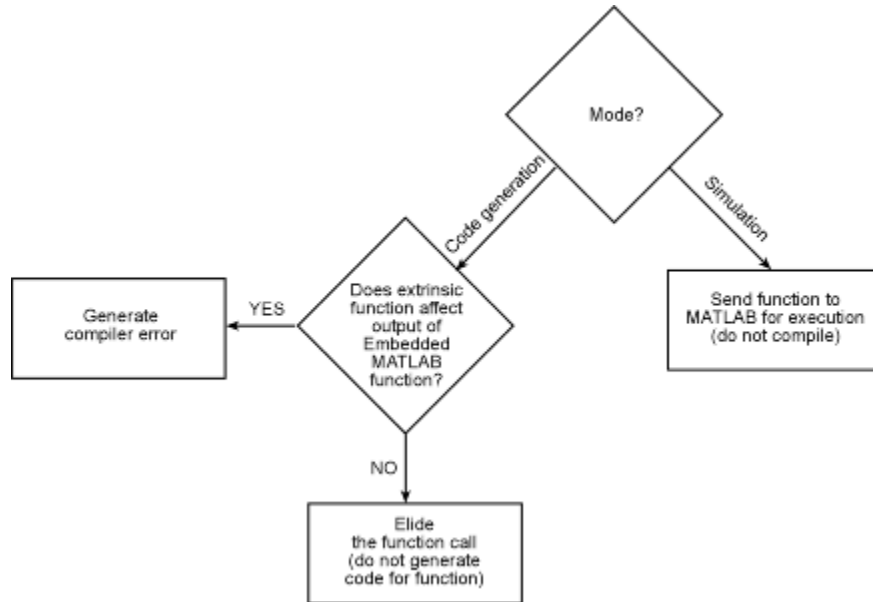 Mode?
Code generation
Simulation
Does extrinsic
function affect
output of
Embedded
MATLAB
function?
YES
Generate
compiler error
Send function to
MATLAB for execution
(do not compile)
NO
Elide
the function call
(do not generate
code for function)